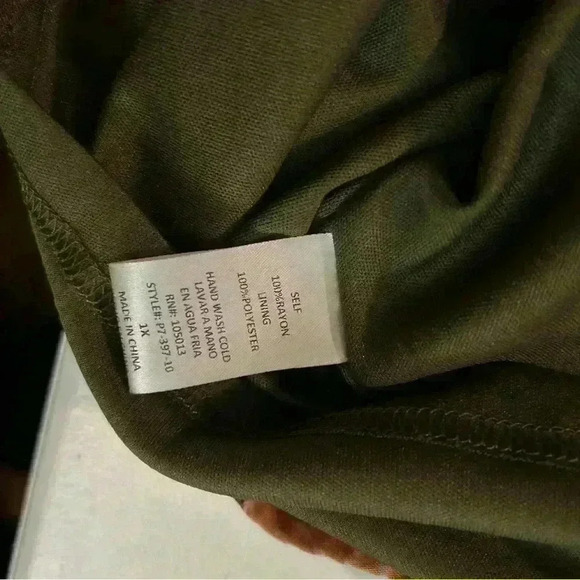 SELF
100%RAYON
LINING
100%POLYESTER
HAND WASH COLD
LAVAR A MANO
EN AGUA FRIA
RN#: 105013
STYLE#: P7-397-10
1X
MADE IN CHINA